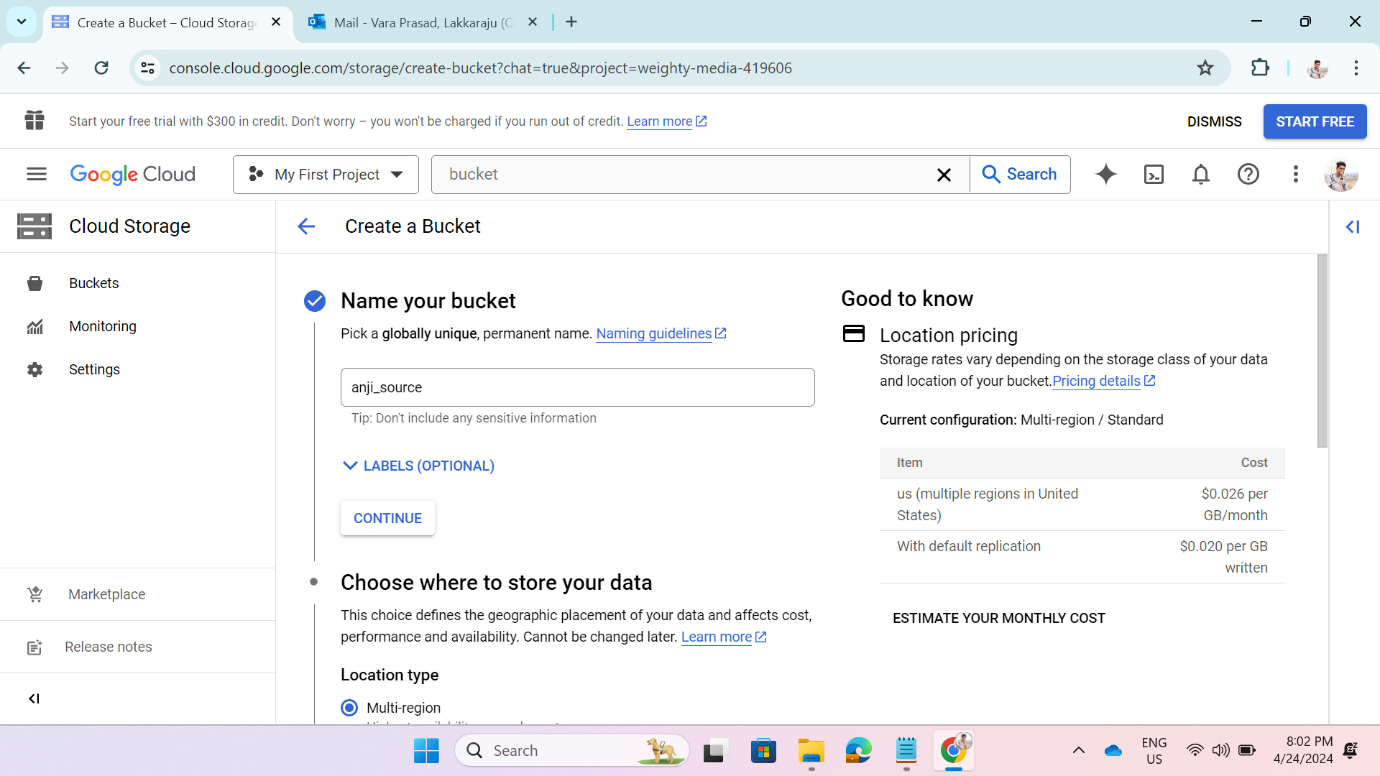 Create a Bucket – Cloud Storag
Mail - Vara Prasad, Lakkaraju (C
console.cloud.google.com/storage/create-bucket?chat=true&project=weighty-media-419606
Start your free trial with $300 in credit. Don't worry – you won't be charged if you run out of credit. Learn more
DISMISS
START FREE
Google Cloud
My First Project
bucket
Search
Cloud Storage
Create a Bucket
Buckets
Monitoring
Settings
Marketplace
Release notes
Name your bucket
Pick a globally unique, permanent name. Naming guidelines
anji_source
Tip: Don't include any sensitive information
LABELS (OPTIONAL)
CONTINUE
Choose where to store your data
This choice defines the geographic placement of your data and affects cost,
performance and availability. Cannot be changed later. Learn more
Location type
Multi-region
Good to know
Location pricing
Storage rates vary depending on the storage class of your data
and location of your bucket. Pricing details
Current configuration: Multi-region / Standard
Item Cost
us (multiple regions in United $0.026 per
States) GB/month
With default replication $0.020 per GB
written
ESTIMATE YOUR MONTHLY COST
Search
ENG
US
8:02 PM
4/24/2024